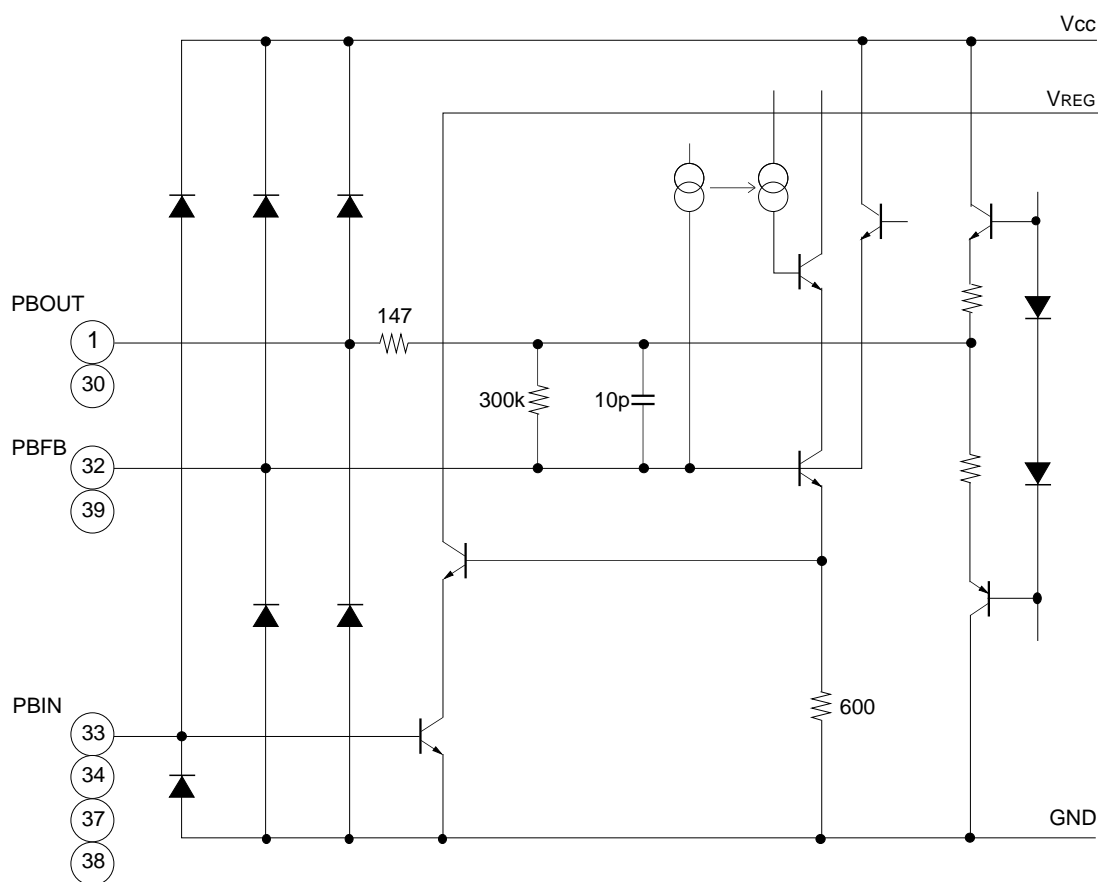 Vcc
VREG
PBOUT
1
30
147
300k
10p
PBFB
32
39
600
PBIN
33
34
37
38
GND